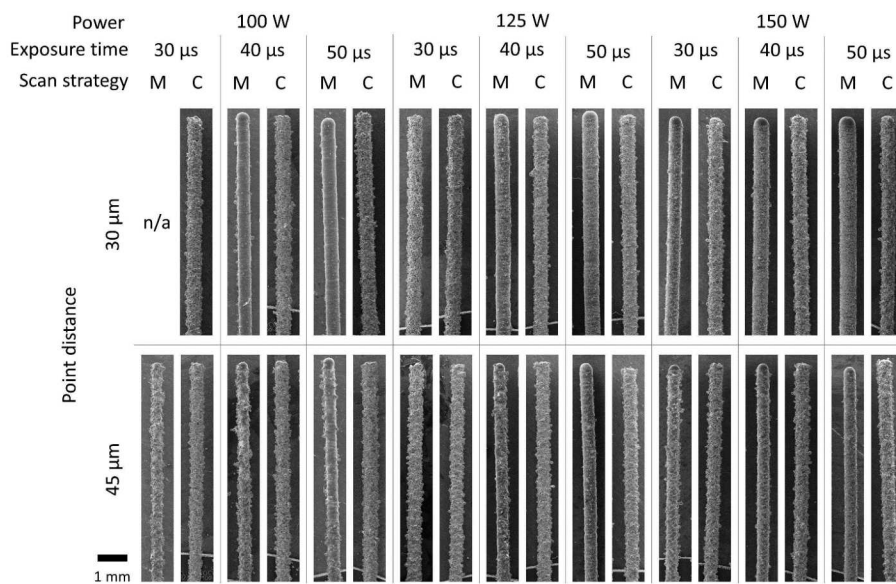 Power 100 W 125 W 150 W
Exposure time 30 µs 40 µs 50 µs 30 µs 40 µs 50 µs 30 µs 40 µs 50 µs
Scan strategy M C M C M C M C M C M C M C M C M C
Point distance
30 µm
n/a
45 µm
1 mm